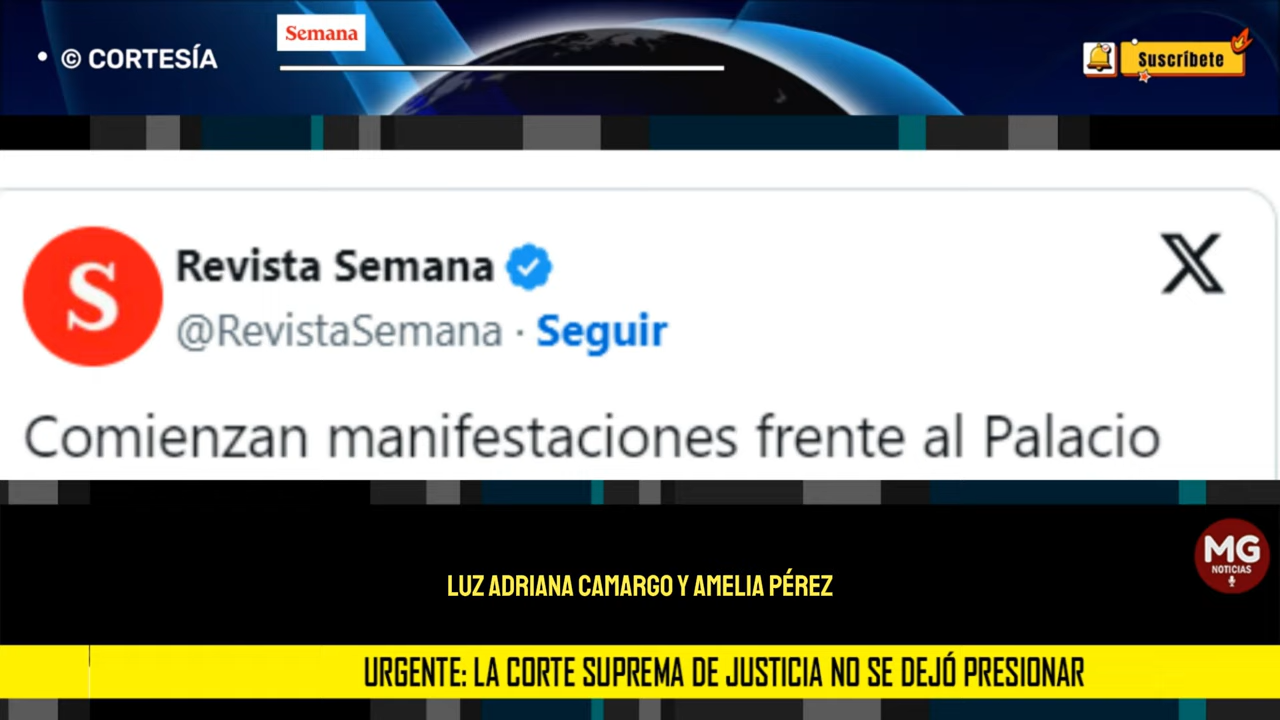 Semana
• © CORTESÍA
Suscríbete
S
Revista Semana
X
@RevistaSemana · Seguir
Comienzan manifestaciones frente al Palacio
MG
NOTICIAS
LUZ ADRIANA CAMARGO Y AMELIA PÉREZ
URGENTE: LA CORTE SUPREMA DE JUSTICIA NO SE DEJÓ PRESIONAR